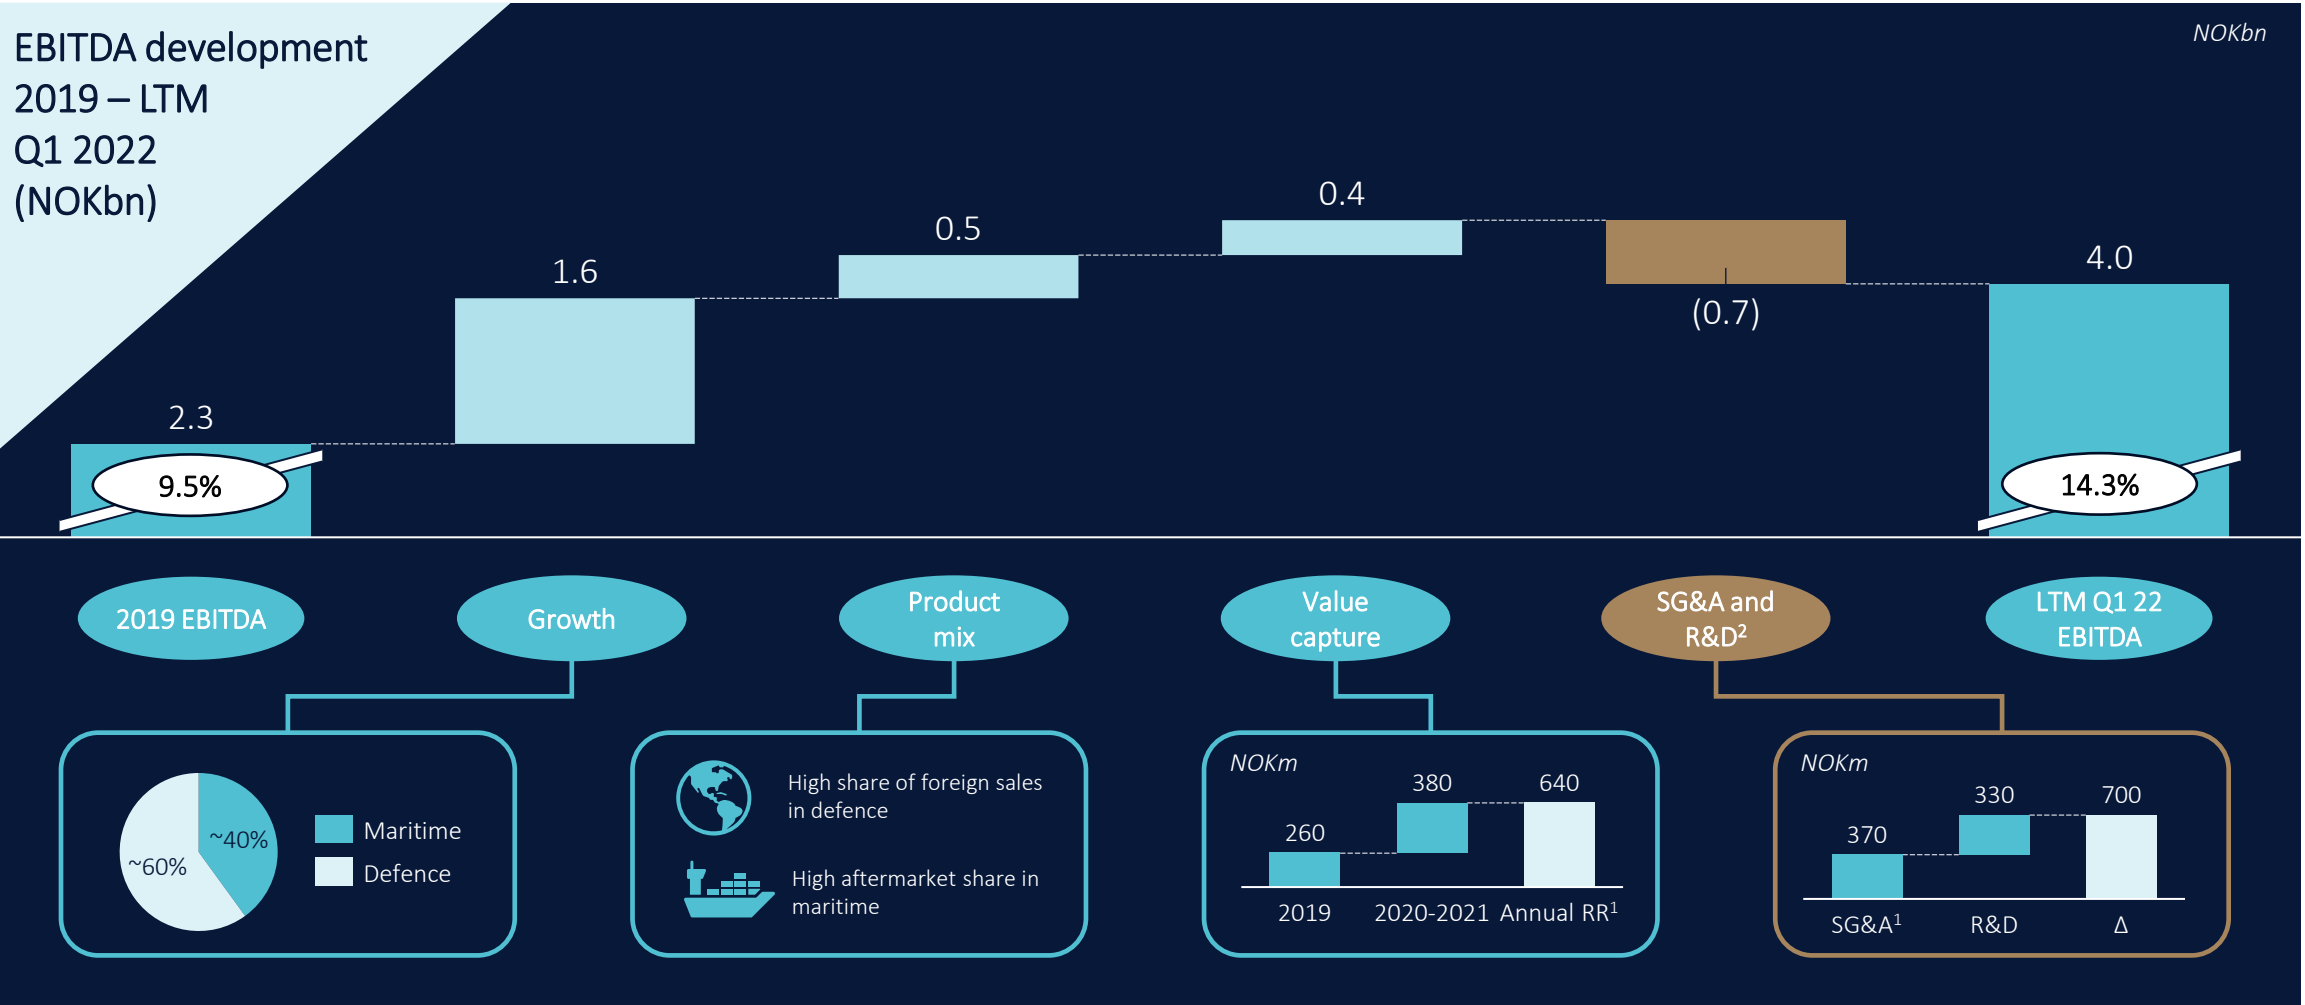 EBITDA development
2019 – LTM
Q1 2022
(NOKbn)
NOKbn
2.3
1.6
0.5
0.4
(0.7)
4.0
9.5%
14.3%
2019 EBITDA
Growth
Product
mix
Value
capture
SG&A and
R&D²
LTM Q1 22
EBITDA
~40%
~60%
Maritime
Defence
High share of foreign sales
in defence
High aftermarket share in
maritime
NOKm
260
380
640
2019
2020-2021
Annual RR¹
NOKm
370
330
700
SG&A¹
R&D
Δ